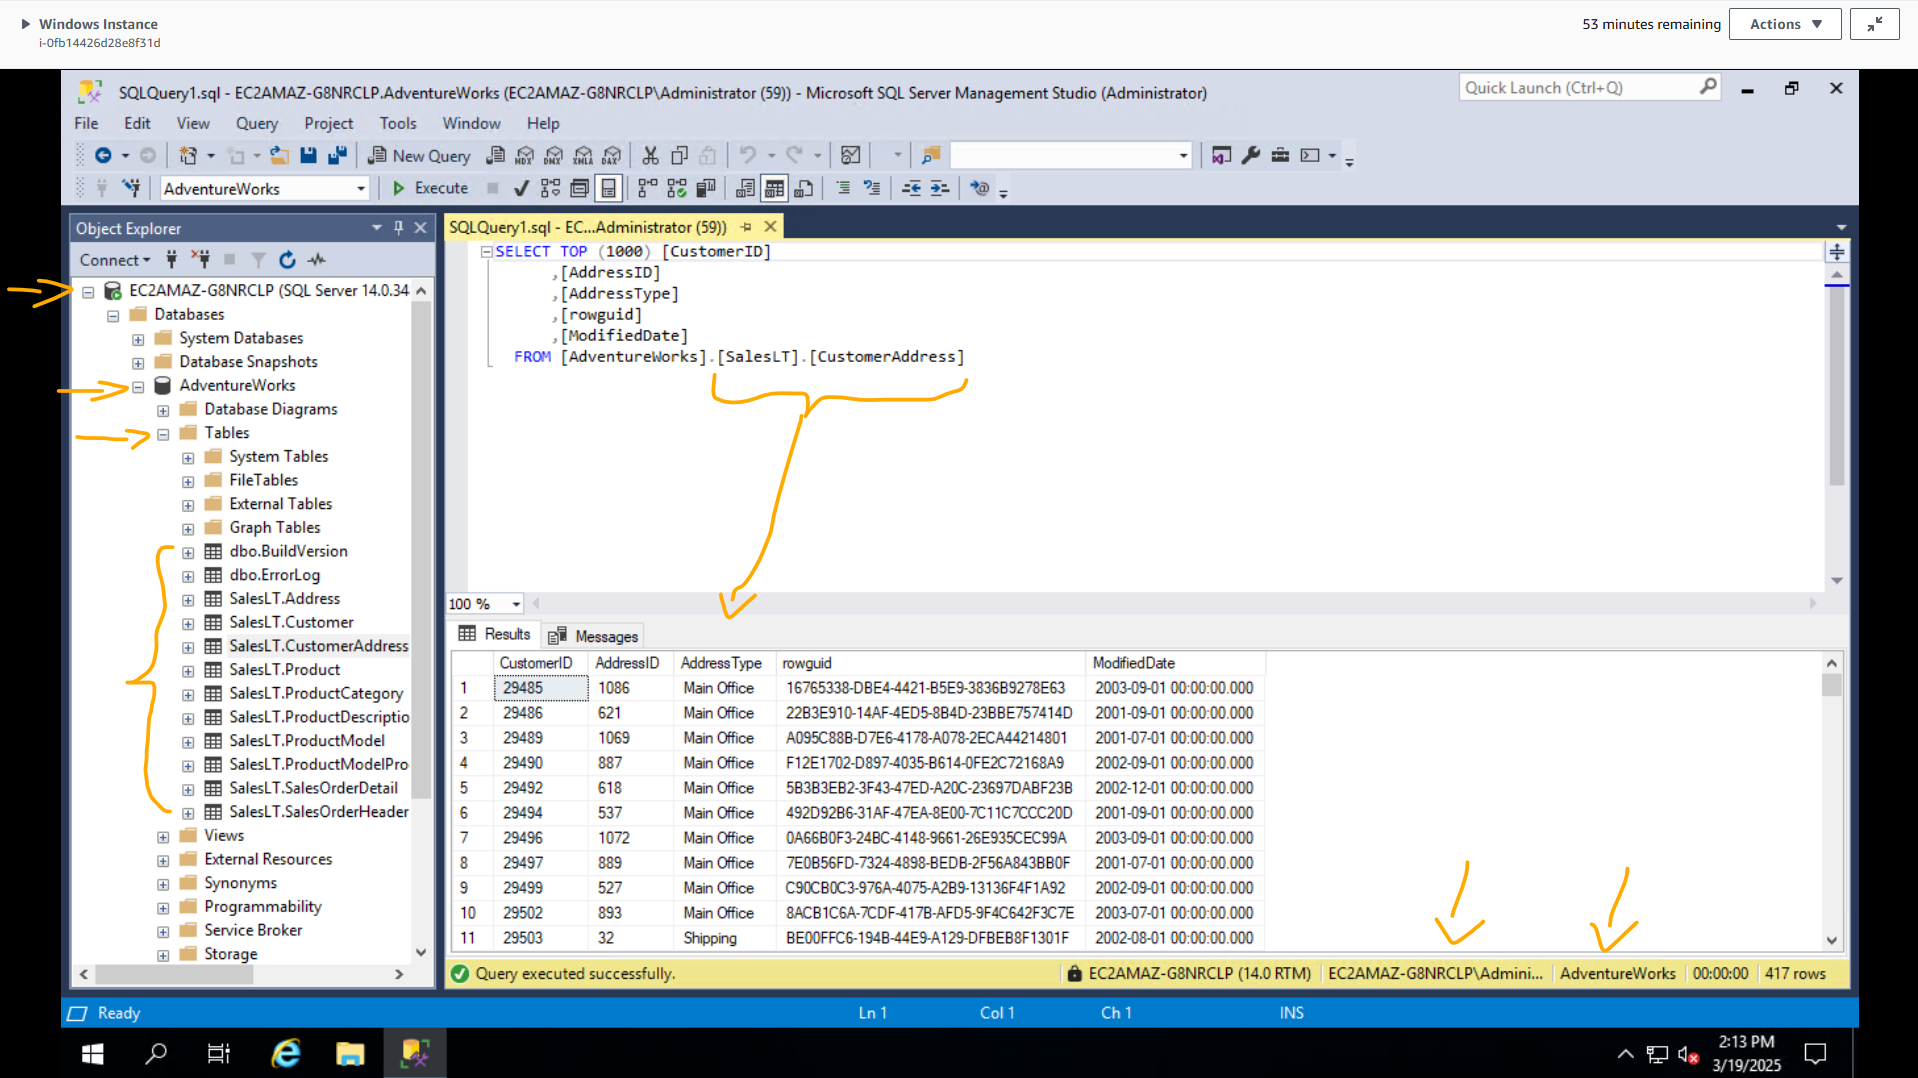 Windows Instance
i-0fb14426d28e8f31d
53 minutes remaining
Actions
SQLQuery1.sql - EC2AMAZ-G8NRCLP.AdventureWorks (EC2AMAZ-G8NRCLP\Administrator (59)) - Microsoft SQL Server Management Studio (Administrator)
Quick Launch (Ctrl+Q)
File Edit View Query Project Tools Window Help
New Query MDX DMX XMLA DAX
AdventureWorks Execute
Object Explorer
Connect
EC2AMAZ-G8NRCLP (SQL Server 14.0.34
Databases
System Databases
Database Snapshots
AdventureWorks
Database Diagrams
Tables
System Tables
FileTables
External Tables
Graph Tables
dbo.BuildVersion
dbo.ErrorLog
SalesLT.Address
SalesLT.Customer
SalesLT.CustomerAddress
SalesLT.Product
SalesLT.ProductCategory
SalesLT.ProductDescriptio
SalesLT.ProductModel
SalesLT.ProductModelPro
SalesLT.SalesOrderDetail
SalesLT.SalesOrderHeader
Views
External Resources
Synonyms
Programmability
Service Broker
Storage
SQLQuery1.sql - EC...Administrator (59))
SELECT TOP (1000) [CustomerID]
,[AddressID]
,[AddressType]
,[rowguid]
,[ModifiedDate]
FROM [AdventureWorks].[SalesLT].[CustomerAddress]
100 %
Results Messages
CustomerID AddressID AddressType rowguid ModifiedDate
1 29485 1086 Main Office 16765338-DBE4-4421-B5E9-3836B9278E63 2003-09-01 00:00:00.000
2 29486 621 Main Office 22B3E910-14AF-4ED5-8B4D-23BBE757414D 2001-09-01 00:00:00.000
3 29489 1069 Main Office A095C88B-D7E6-4178-A078-2ECA44214801 2001-07-01 00:00:00.000
4 29490 887 Main Office F12E1702-D897-4035-B614-0FE2C72168A9 2002-09-01 00:00:00.000
5 29492 618 Main Office 5B3B3EB2-3F43-47ED-A20C-23697DABF23B 2002-12-01 00:00:00.000
6 29494 537 Main Office 492D92B6-31AF-47EA-8E00-7C11C7CCC20D 2001-09-01 00:00:00.000
7 29496 1072 Main Office 0A66B0F3-24BC-4148-9661-26E935CEC99A 2003-09-01 00:00:00.000
8 29497 889 Main Office 7E0B56FD-7324-4898-BEDB-2F56A843BB0F 2001-07-01 00:00:00.000
9 29499 527 Main Office C90CB0C3-976A-4075-A2B9-13136F4F1A92 2002-09-01 00:00:00.000
10 29502 893 Main Office 8ACB1C6A-7CDF-417B-AFD5-9F4C642F3C7E 2003-07-01 00:00:00.000
11 29503 32 Shipping BE00FFC6-194B-44E9-A129-DFBEB8F1301F 2002-08-01 00:00:00.000
Query executed successfully. EC2AMAZ-G8NRCLP (14.0 RTM) EC2AMAZ-G8NRCLP\Admini... AdventureWorks 00:00:00 417 rows
Ready Ln 1 Col 1 Ch 1 INS
2:13 PM
3/19/2025